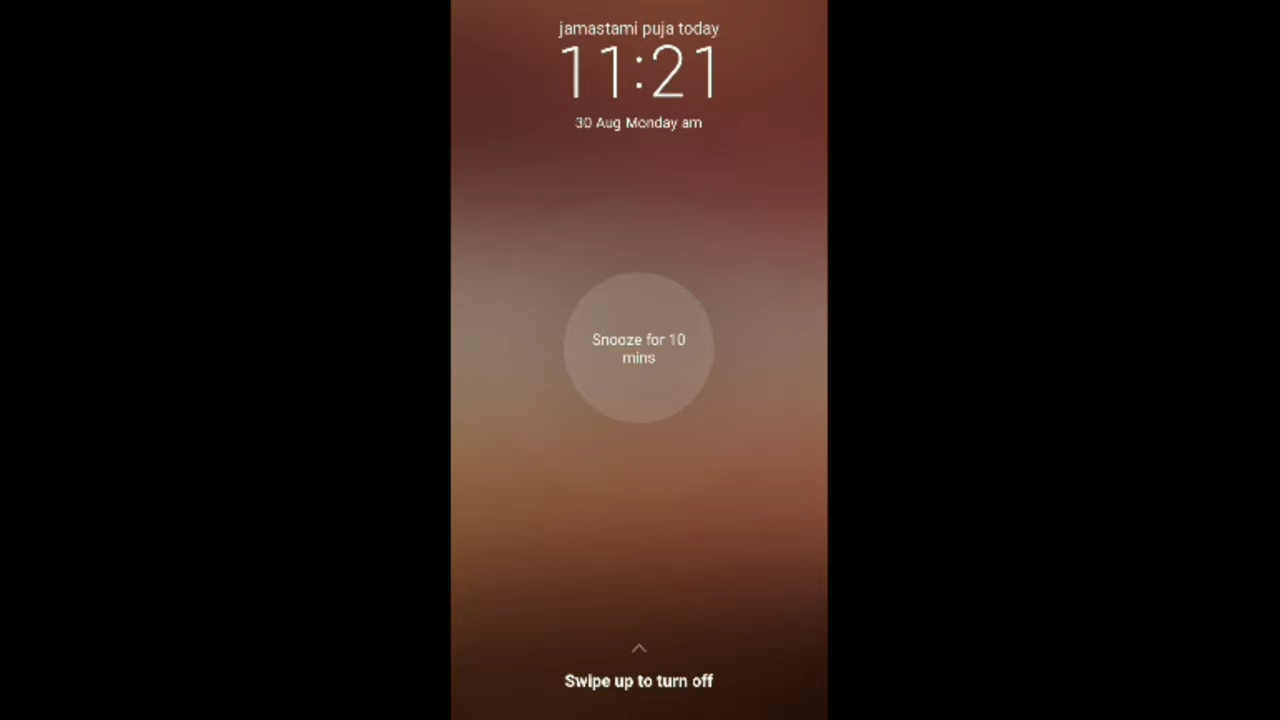 jamastami puja today
11:21
30 Aug Monday am
Snooze for 10
mins
Swipe up to turn off